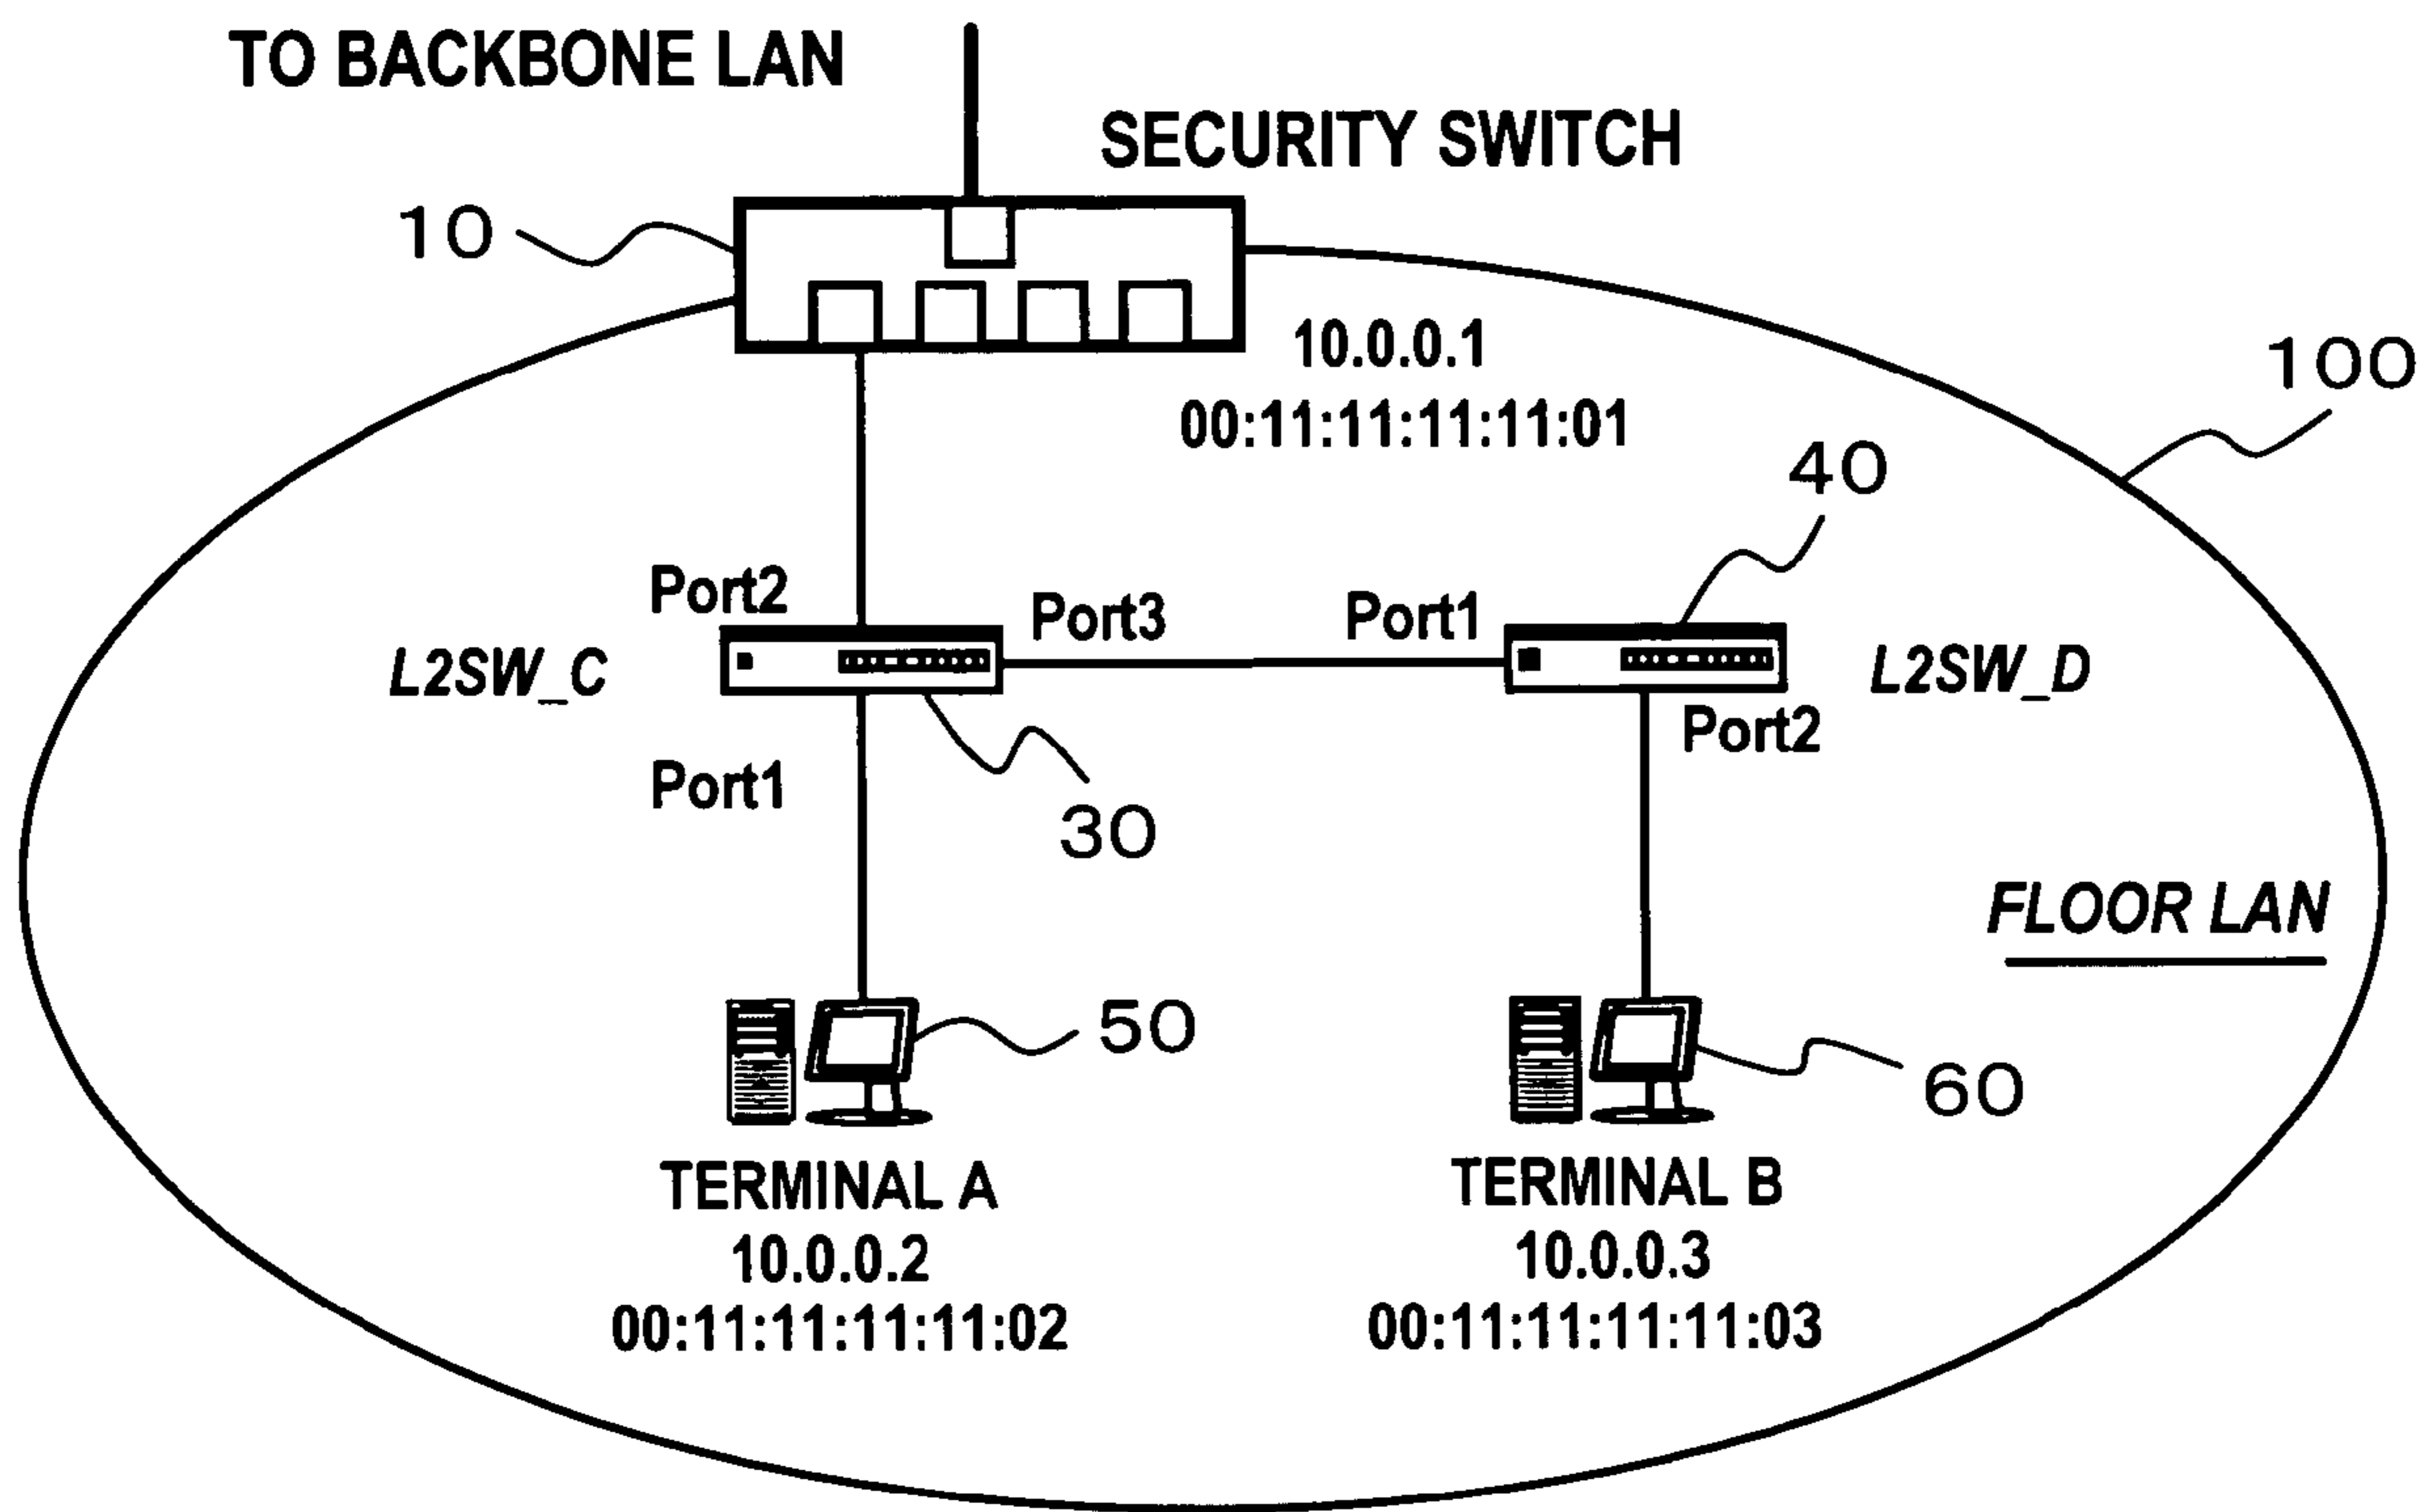 TO BACKBONE LAN
SECURITY SWITCH
10
10.0.0.1
00:11:11:11:11:01
100
40
Port2
Port3
Port1
L2SW_C
L2SW_D
Port2
Port1
30
FLOOR LAN
50
60
TERMINAL A
10.0.0.2
00:11:11:11:11:02
TERMINAL B
10.0.0.3
00:11:11:11:11:03